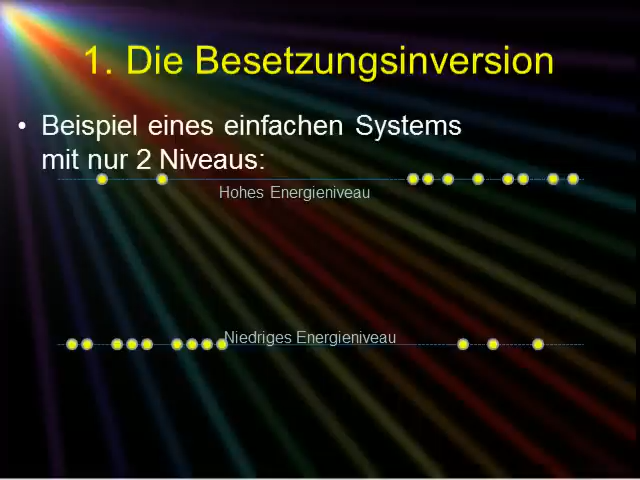 1. Die Besetzungsinversion
• Beispiel eines einfachen Systems
mit nur 2 Niveaus:
Hohes Energieniveau
Niedriges Energieniveau